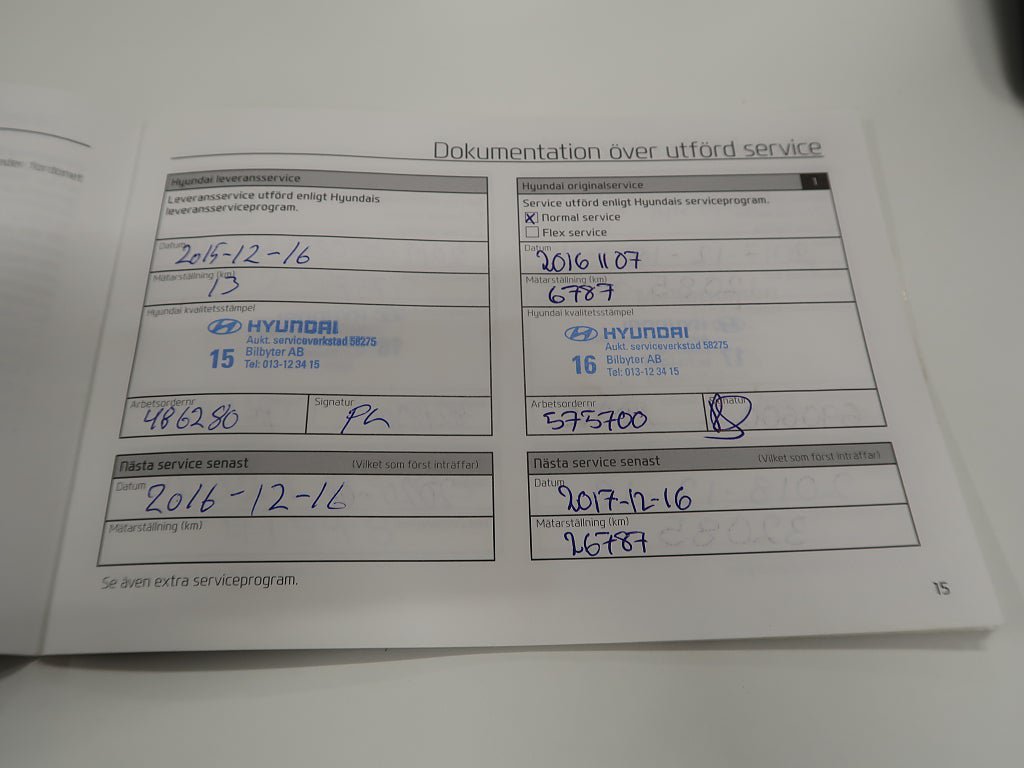 Dokumentation över utförd service
Hyundai leveransservice
Leveransservice utförd enligt Hyundais
leveransserviceprogram.
Datum
2015-12-16
Mätarställning (km)
13
Hyundai kvalitetsstämpel
HYUNDAI
Aukt. serviceverkstad 58275
15 Bilbyter AB
Tel: 013-12 34 15
Arbetsordernr Signatur
486280
Nästa service senast (Vilket som först inträffar)
Datum
2016-12-16
Mätarställning (km)
Se även extra serviceprogram.
Hyundai originalservice 1
Service utförd enligt Hyundais serviceprogram.
X Normal service
Flex service
Datum
2016 11 07
Mätarställning (km)
6787
Hyundai kvalitetsstämpel
HYUNDAI
Aukt. serviceverkstad 58275
16 Bilbyter AB
Tel: 013-12 34 15
Arbetsordernr Signatur
575700
Nästa service senast (Vilket som först inträffar)
Datum
2017-12-16
Mätarställning (km)
26787
15